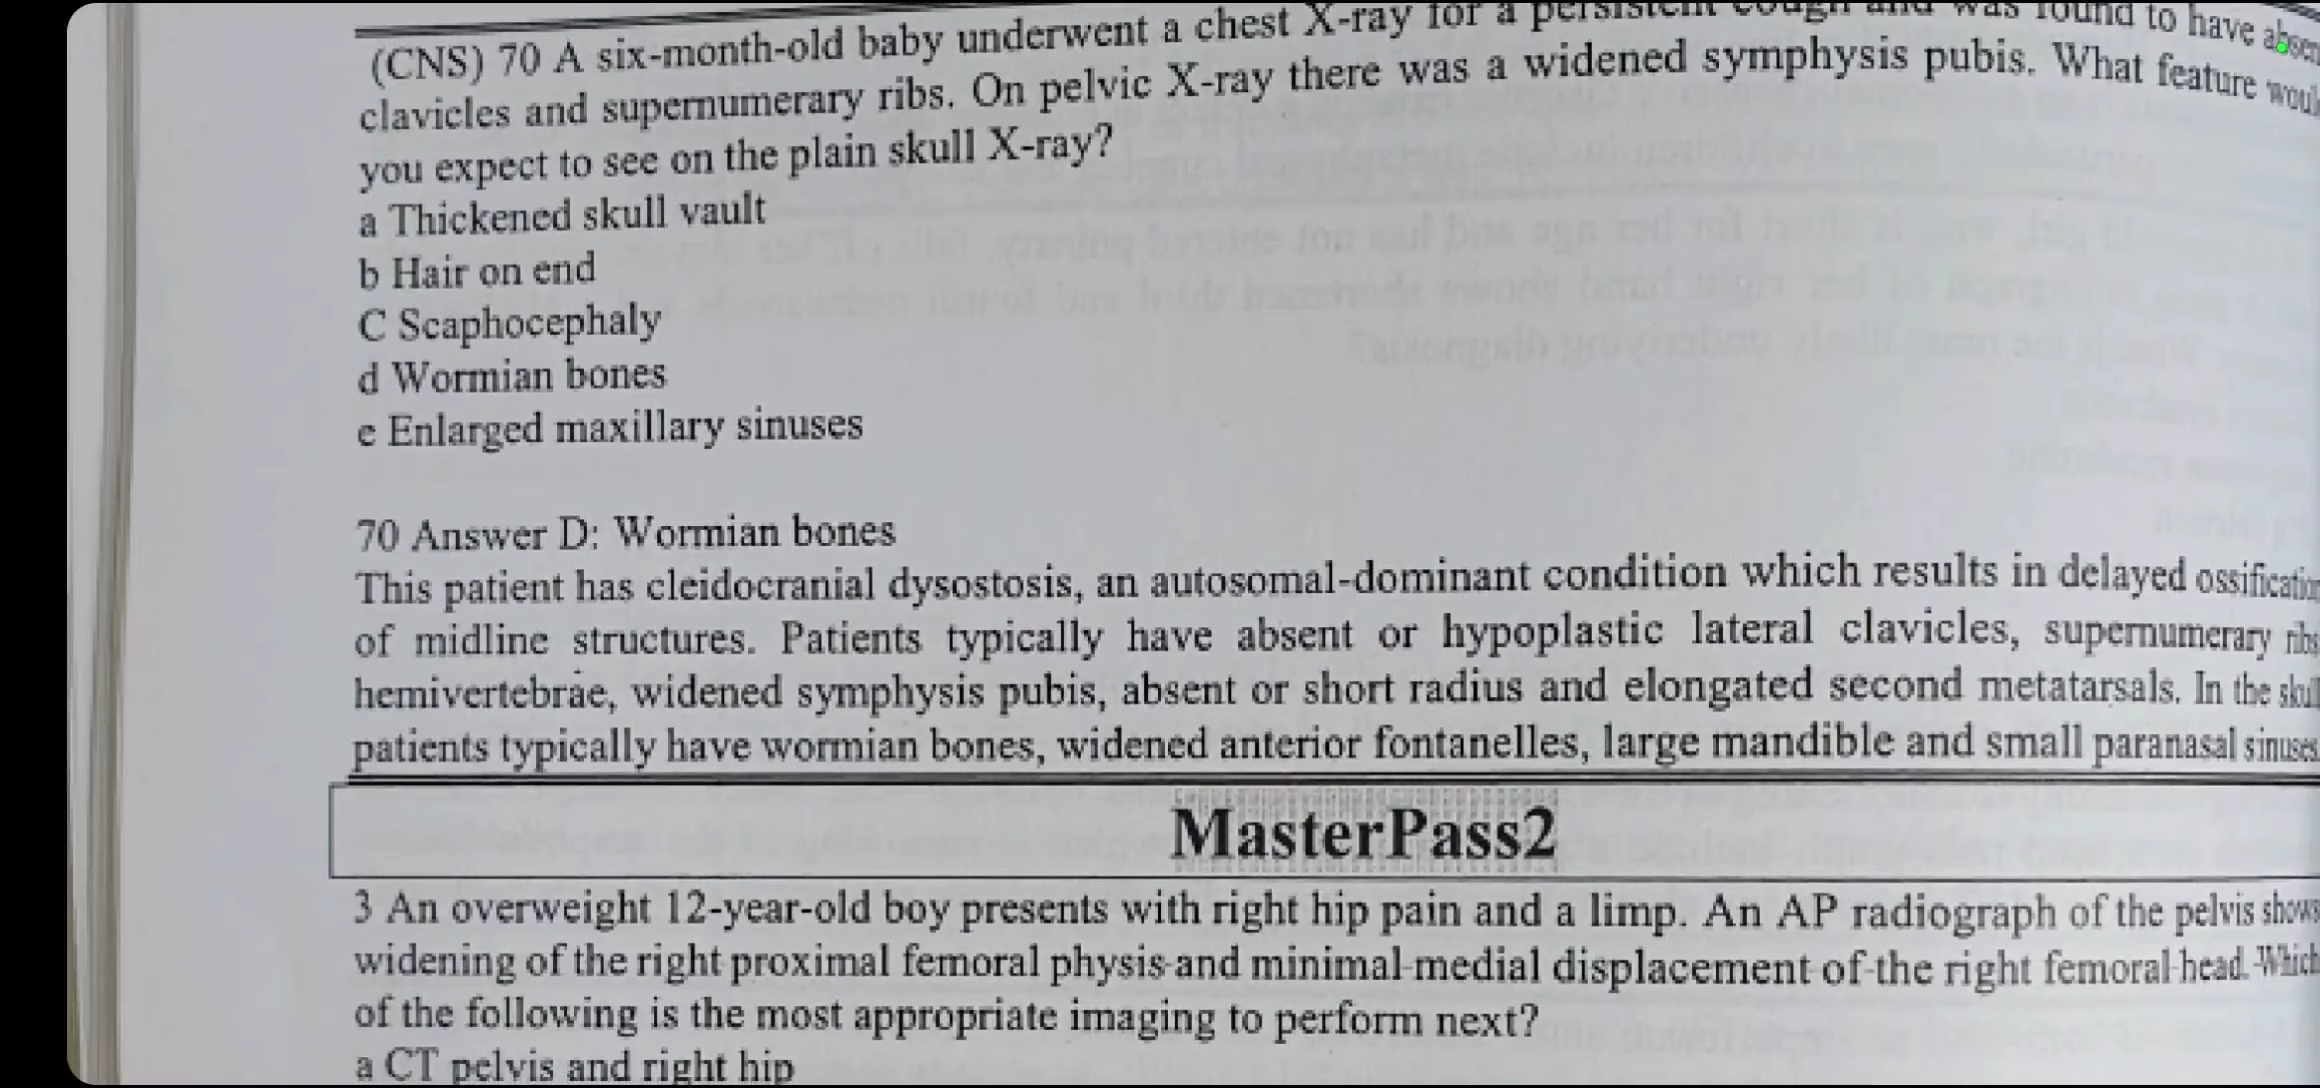 (CNS) 70 A six-month-old baby underwent a chest X-ray for a persistent cough and was found to have
clavicles and supernumerary ribs. On pelvic X-ray there was a widened symphysis pubis. What feature
you expect to see on the plain skull X-ray?
a Thickened skull vault
b Hair on end
C Scaphocephaly
d Wormian bones
e Enlarged maxillary sinuses
70 Answer D: Wormian bones
This patient has cleidocranial dysostosis, an autosomal-dominant condition which results in delayed
of midline structures. Patients typically have absent or hypoplastic lateral clavicles, supernumerary
hemivertebrae, widened symphysis pubis, absent or short radius and elongated second metatarsals. In the
patients typically have wormian bones, widened anterior fontanelles, large mandible and small paranasal sinuses
MasterPass2
3 An overweight 12-year-old boy presents with right hip pain and a limp. An AP radiograph of the pelvis shows
widening of the right proximal femoral physis and minimal medial displacement of the right femoral head. Which
of the following is the most appropriate imaging to perform next?
a CT pelvis and right hip